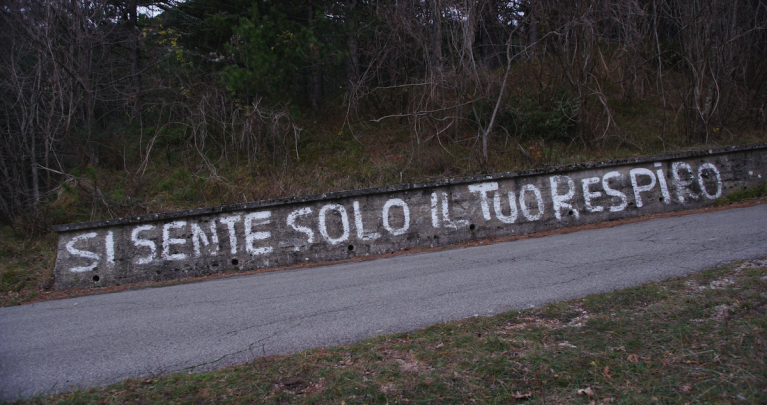 SI SENTE SOLO IL TUO RESPIRO